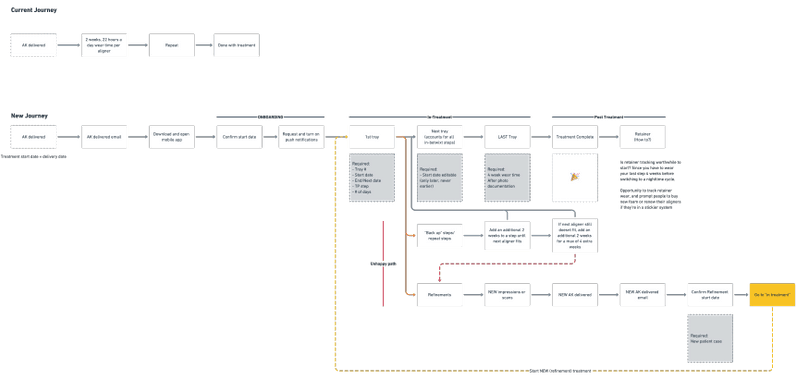 Current Journey
AK delivered
2 weeks, 22 hours a
day wear time per
aligner
Repeat
Done with treatment
New Journey
ONBOARDING
In Treatment
Post Treatment
AK delivered
AK delivered email
Download and open
mobile app
Confirm start date
Request and turn on
push notifications
1st tray
Next tray
(accounts for all
in-between steps)
LAST Tray
Treatment Complete
Retainer
(How to?)
Treatment start date = delivery date
Required:
- Tray #
- Start date
- End/Next date
- TP step
- # of days
Required:
- Start date editable
(only later, never
earlier)
Required:
- 4 week wear time
- After photo
documentation
Is retainer tracking worthwhile to
start? Since you have to wear
your last step 4 weeks before
switching to a nighttime cycle.
Opportunity to track retainer
wear, and prompt people to buy
new
or renew their aligners
if they're in a
system
Unhappy path
"Back up" steps/
repeat steps
Add an additional 2
weeks to a step until
next aligner fits
If next aligner still
doesn't fit, add an
additional 2 weeks
for a max of 6 extra
weeks
Refinements
NEW impressions or
scans
NEW AK delivered
NEW AK delivered
email
Confirm Refinement
start date
Go to "In treatment"
Required:
New patient case
Start NEW (refinement) treatment